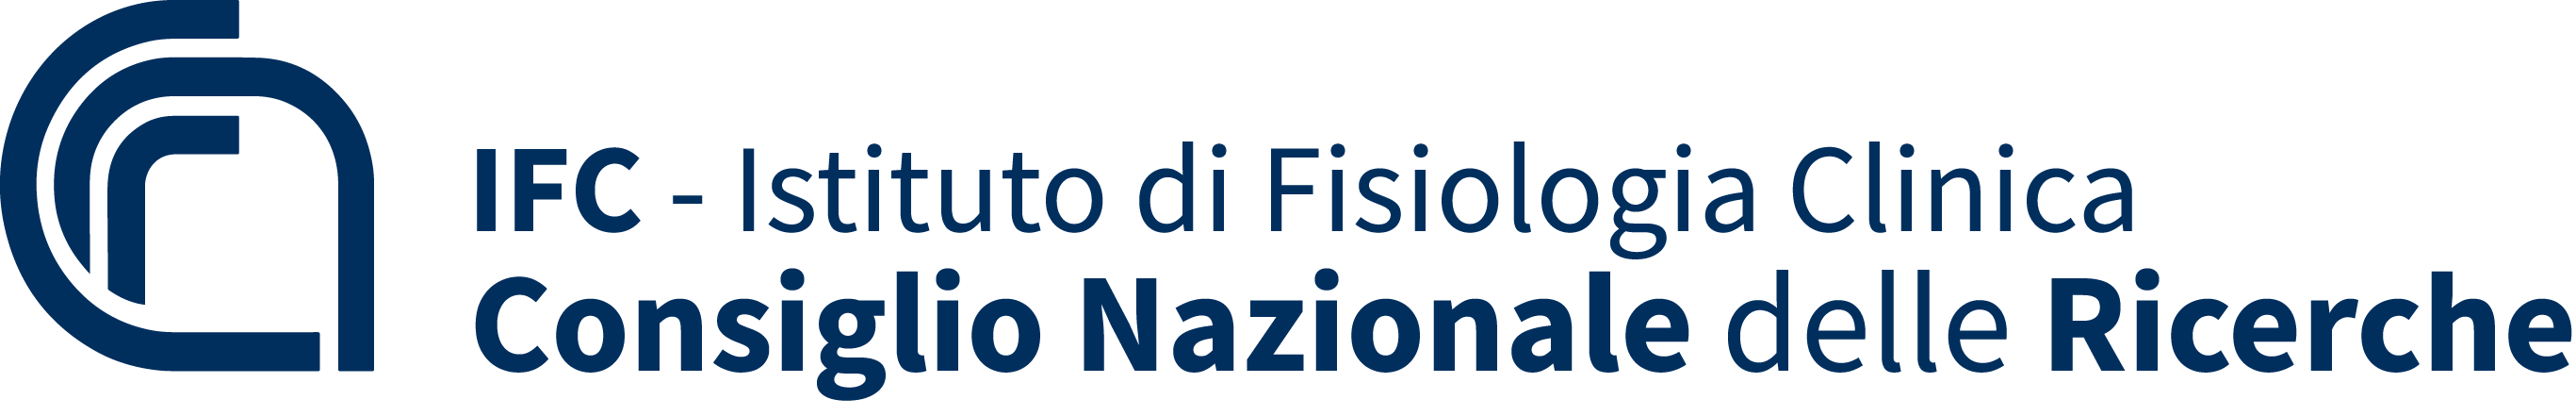 IFC - Istituto di Fisiologia Clinica
Consiglio Nazionale delle Ricerche